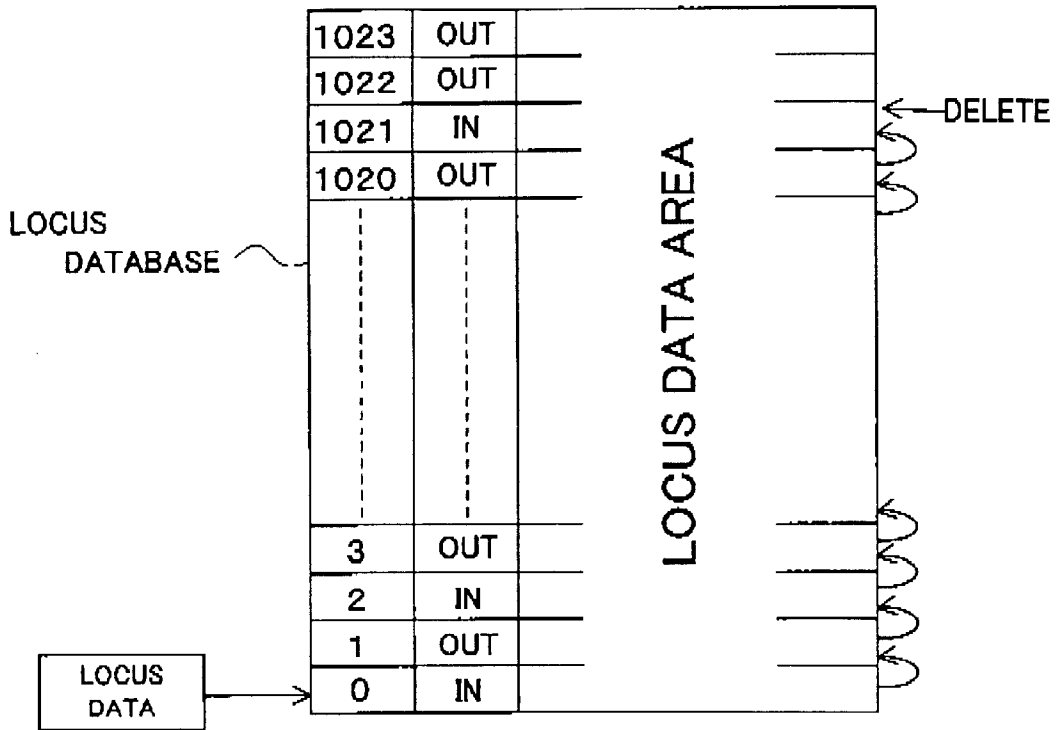 1023 OUT
1022 OUT
DELETE
1021 IN
1020 OUT
LOCUS
DATABASE
LOCUS DATA AREA
3 OUT
2 IN
1 OUT
LOCUS
DATA
0 IN